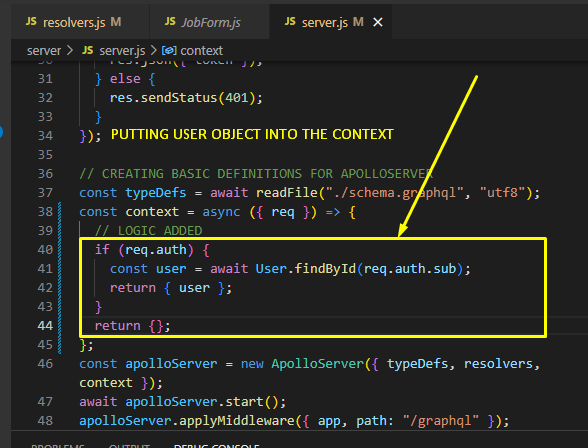 JS resolvers.js M JS JobForm.js JS server.js M ×
server > JS server.js > context
30 res.json({ token });
31 } else {
32 res.sendStatus(401);
33 }
34 }); PUTTING USER OBJECT INTO THE CONTEXT
35
36 // CREATING BASIC DEFINITIONS FOR APOLLOSERVER
37 const typeDefs = await readFile("./schema.graphql", "utf8");
38 const context = async ({ req }) => {
39 // LOGIC ADDED
40 if (req.auth) {
41 const user = await User.findById(req.auth.sub);
42 return { user };
43 }
44 return {};
45 };
46 const apolloServer = new ApolloServer({ typeDefs, resolvers,
context });
47 await apolloServer.start();
48 apolloServer.applyMiddleware({ app, path: "/graphql" });
PROBLEMS OUTPUT DEBUG CONSOLE